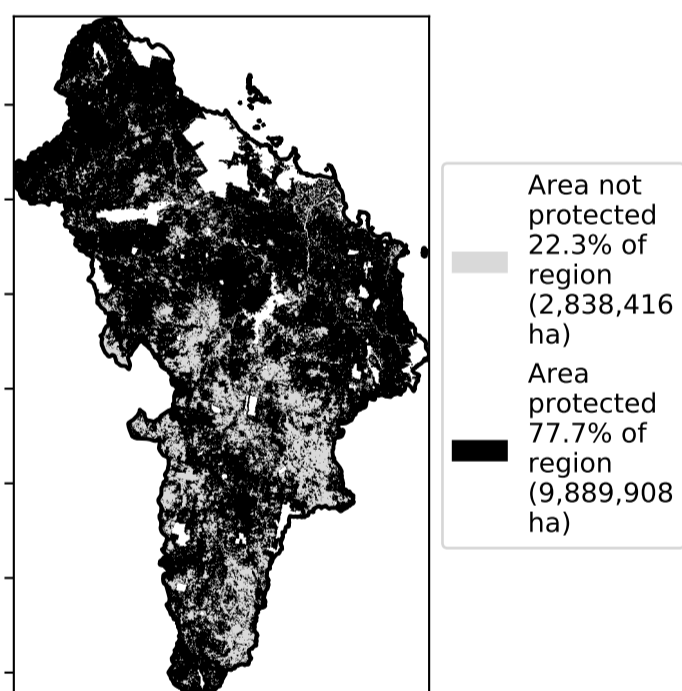 Area not
protected
22.3% of
region
(2,838,416
ha)
Area
protected
77.7% of
region
(9,889,908
ha)